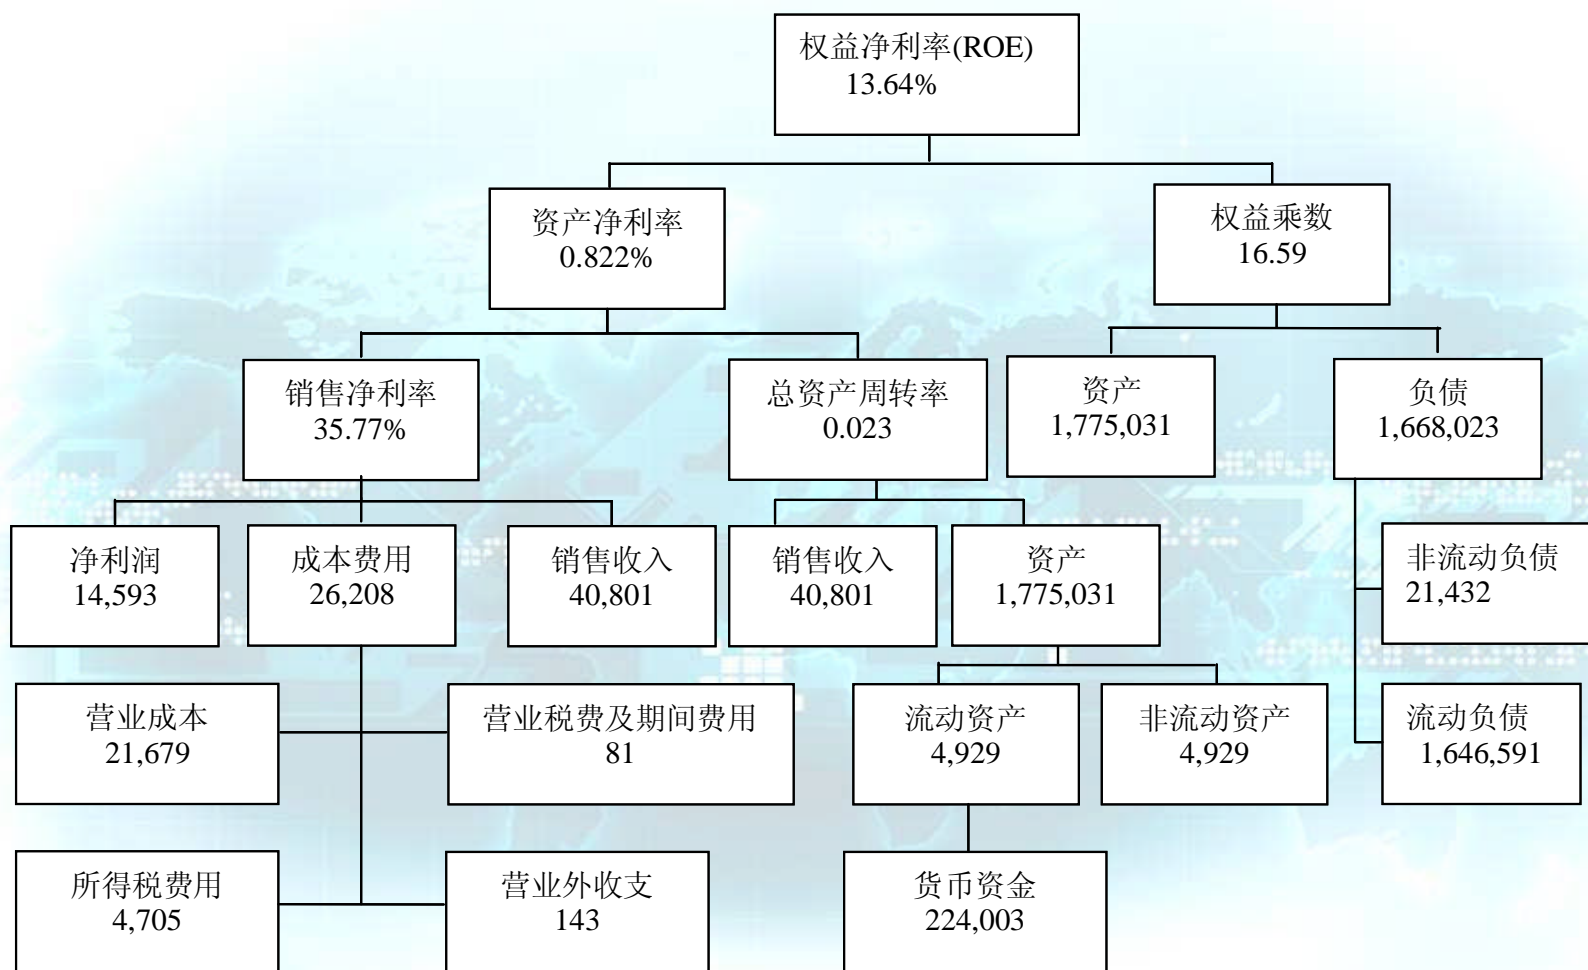 权益净利率(ROE)
13.64%
资产净利率
0.822%
权益乘数
16.59
销售净利率
35.77%
总资产周转率
0.023
资产
1,775,031
负债
1,668,023
净利润
14,593
成本费用
26,208
销售收入
40,801
销售收入
40,801
资产
1,775,031
非流动负债
21,432
营业成本
21,679
营业税费及期间费用
81
流动资产
4,929
非流动资产
4,929
流动负债
1,646,591
所得税费用
4,705
营业外收支
143
货币资金
224,003